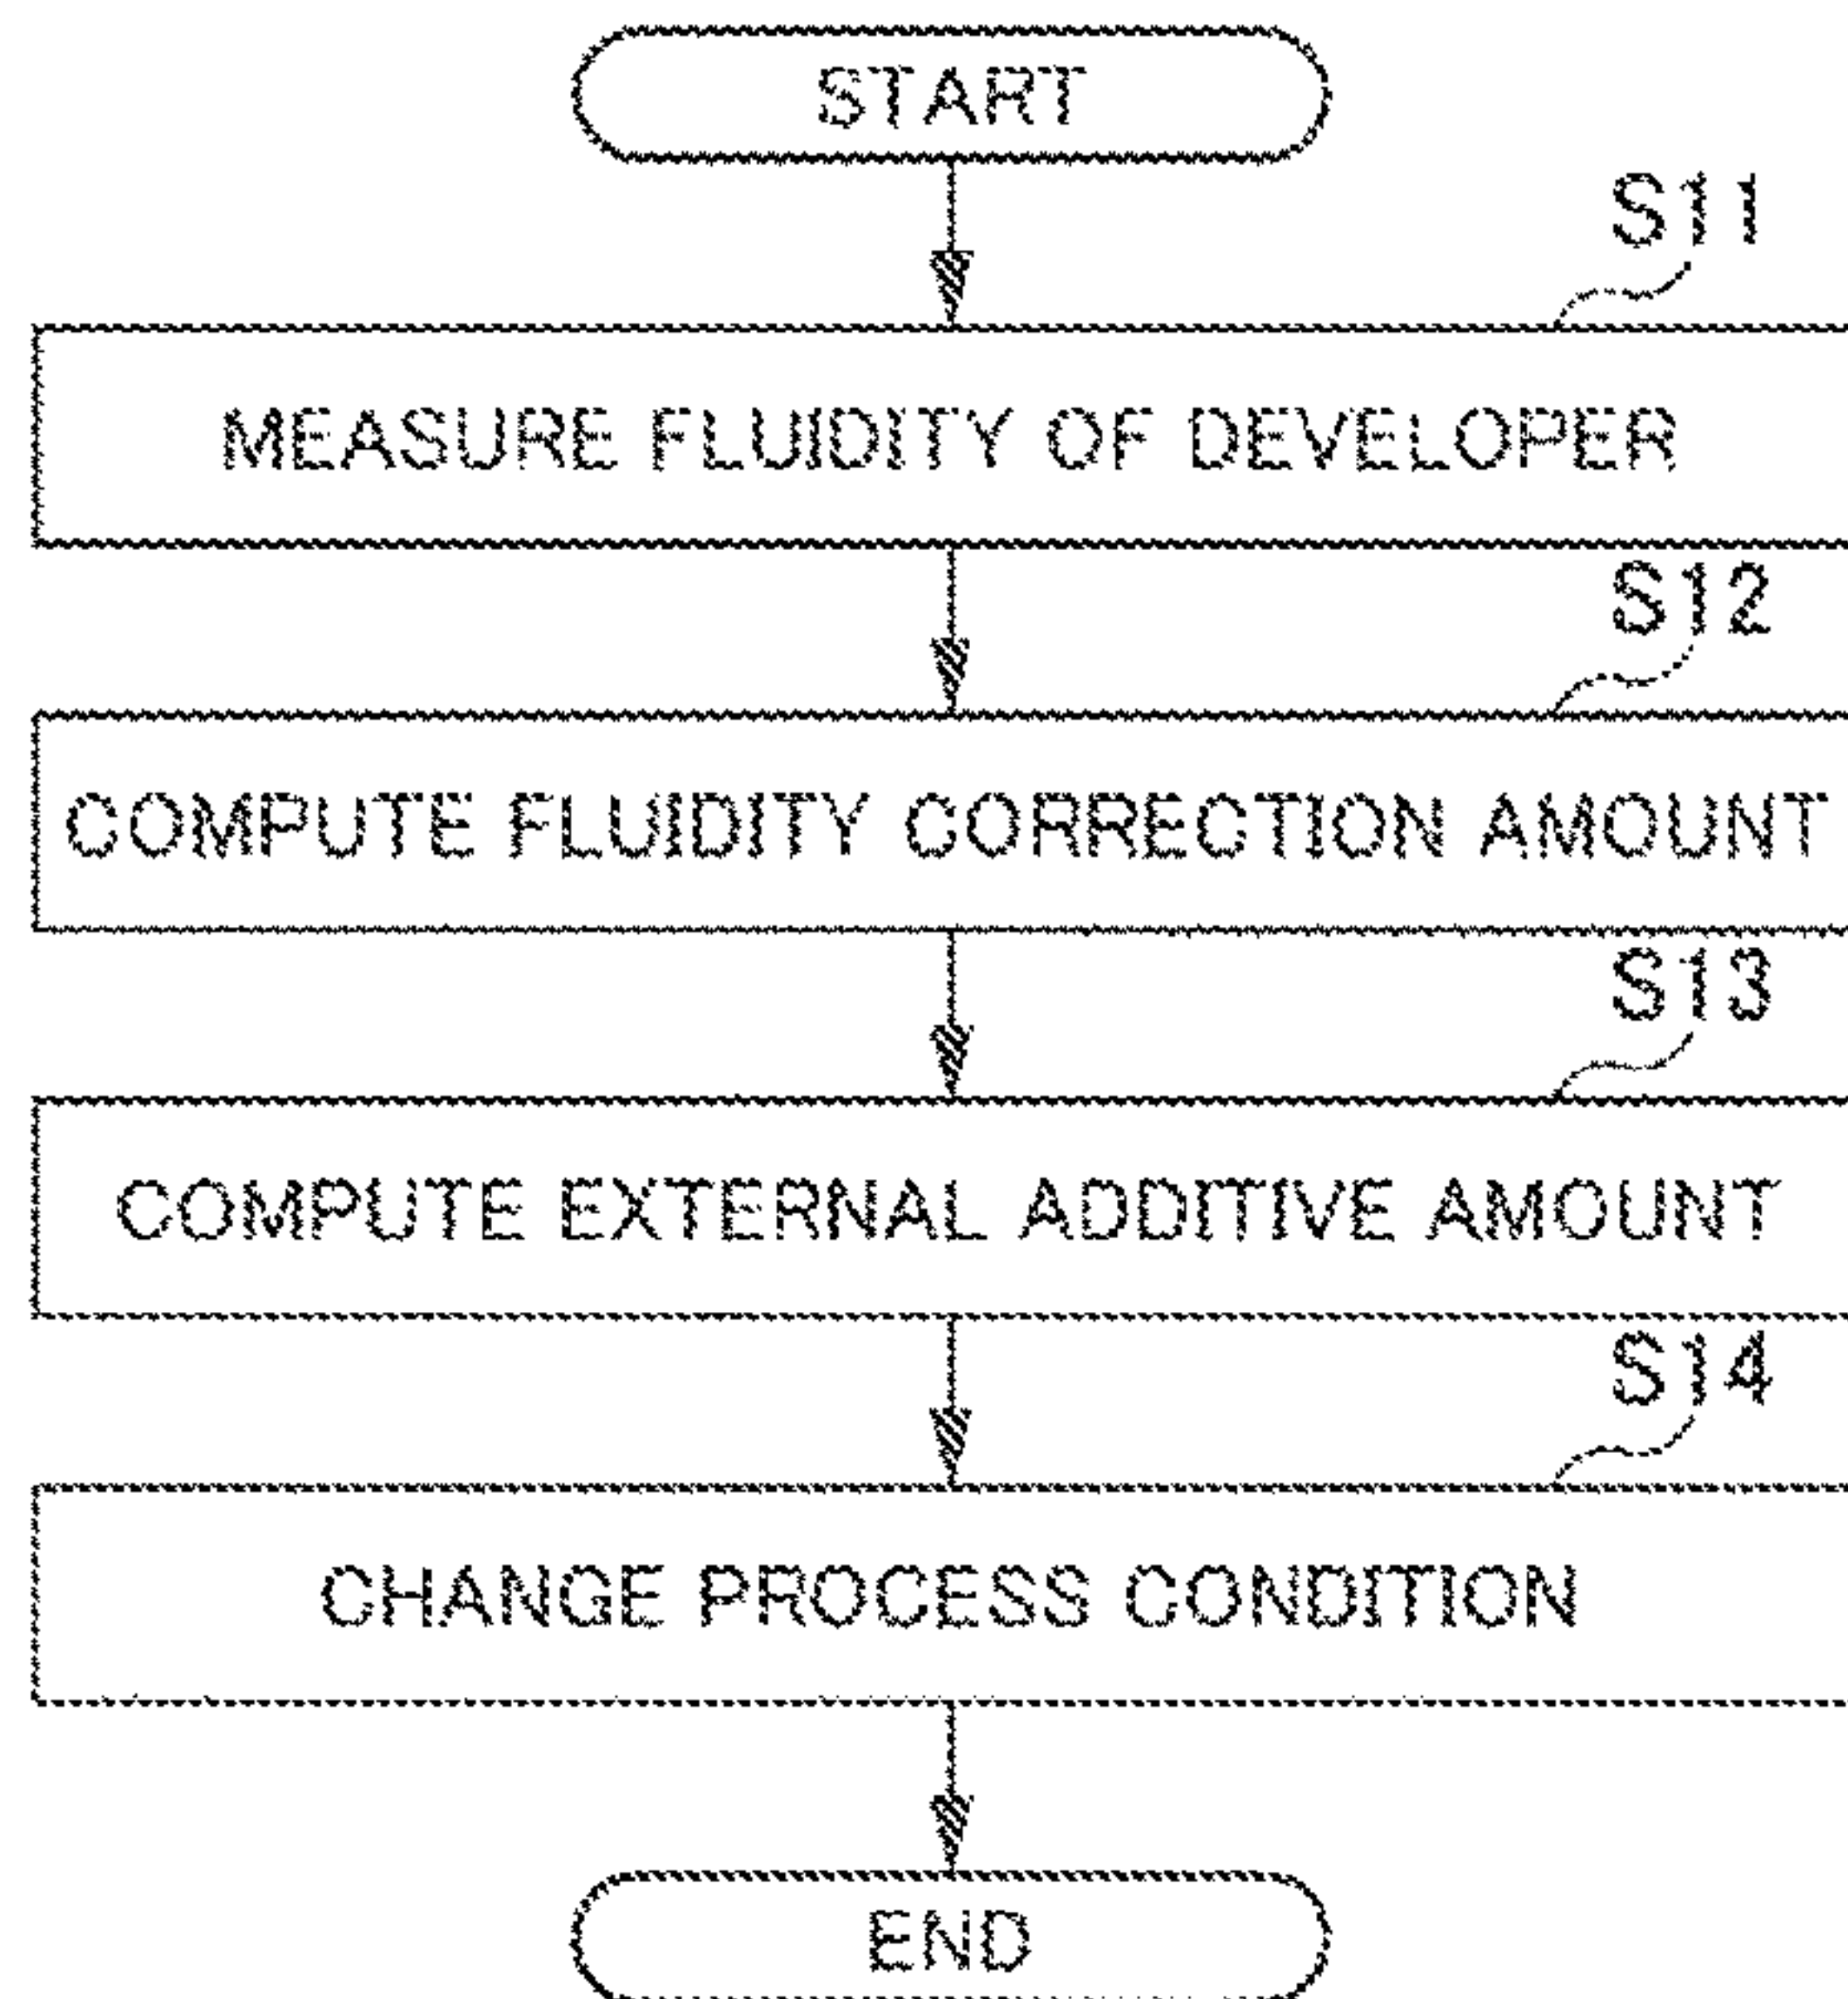 START
S11
MEASURE FLUIDITY OF DEVELOPER
S12
COMPUTE FLUIDITY CORRECTION AMOUNT
S13
COMPUTE EXTERNAL ADDITIVE AMOUNT
S14
CHANGE PROCESS CONDITION
END